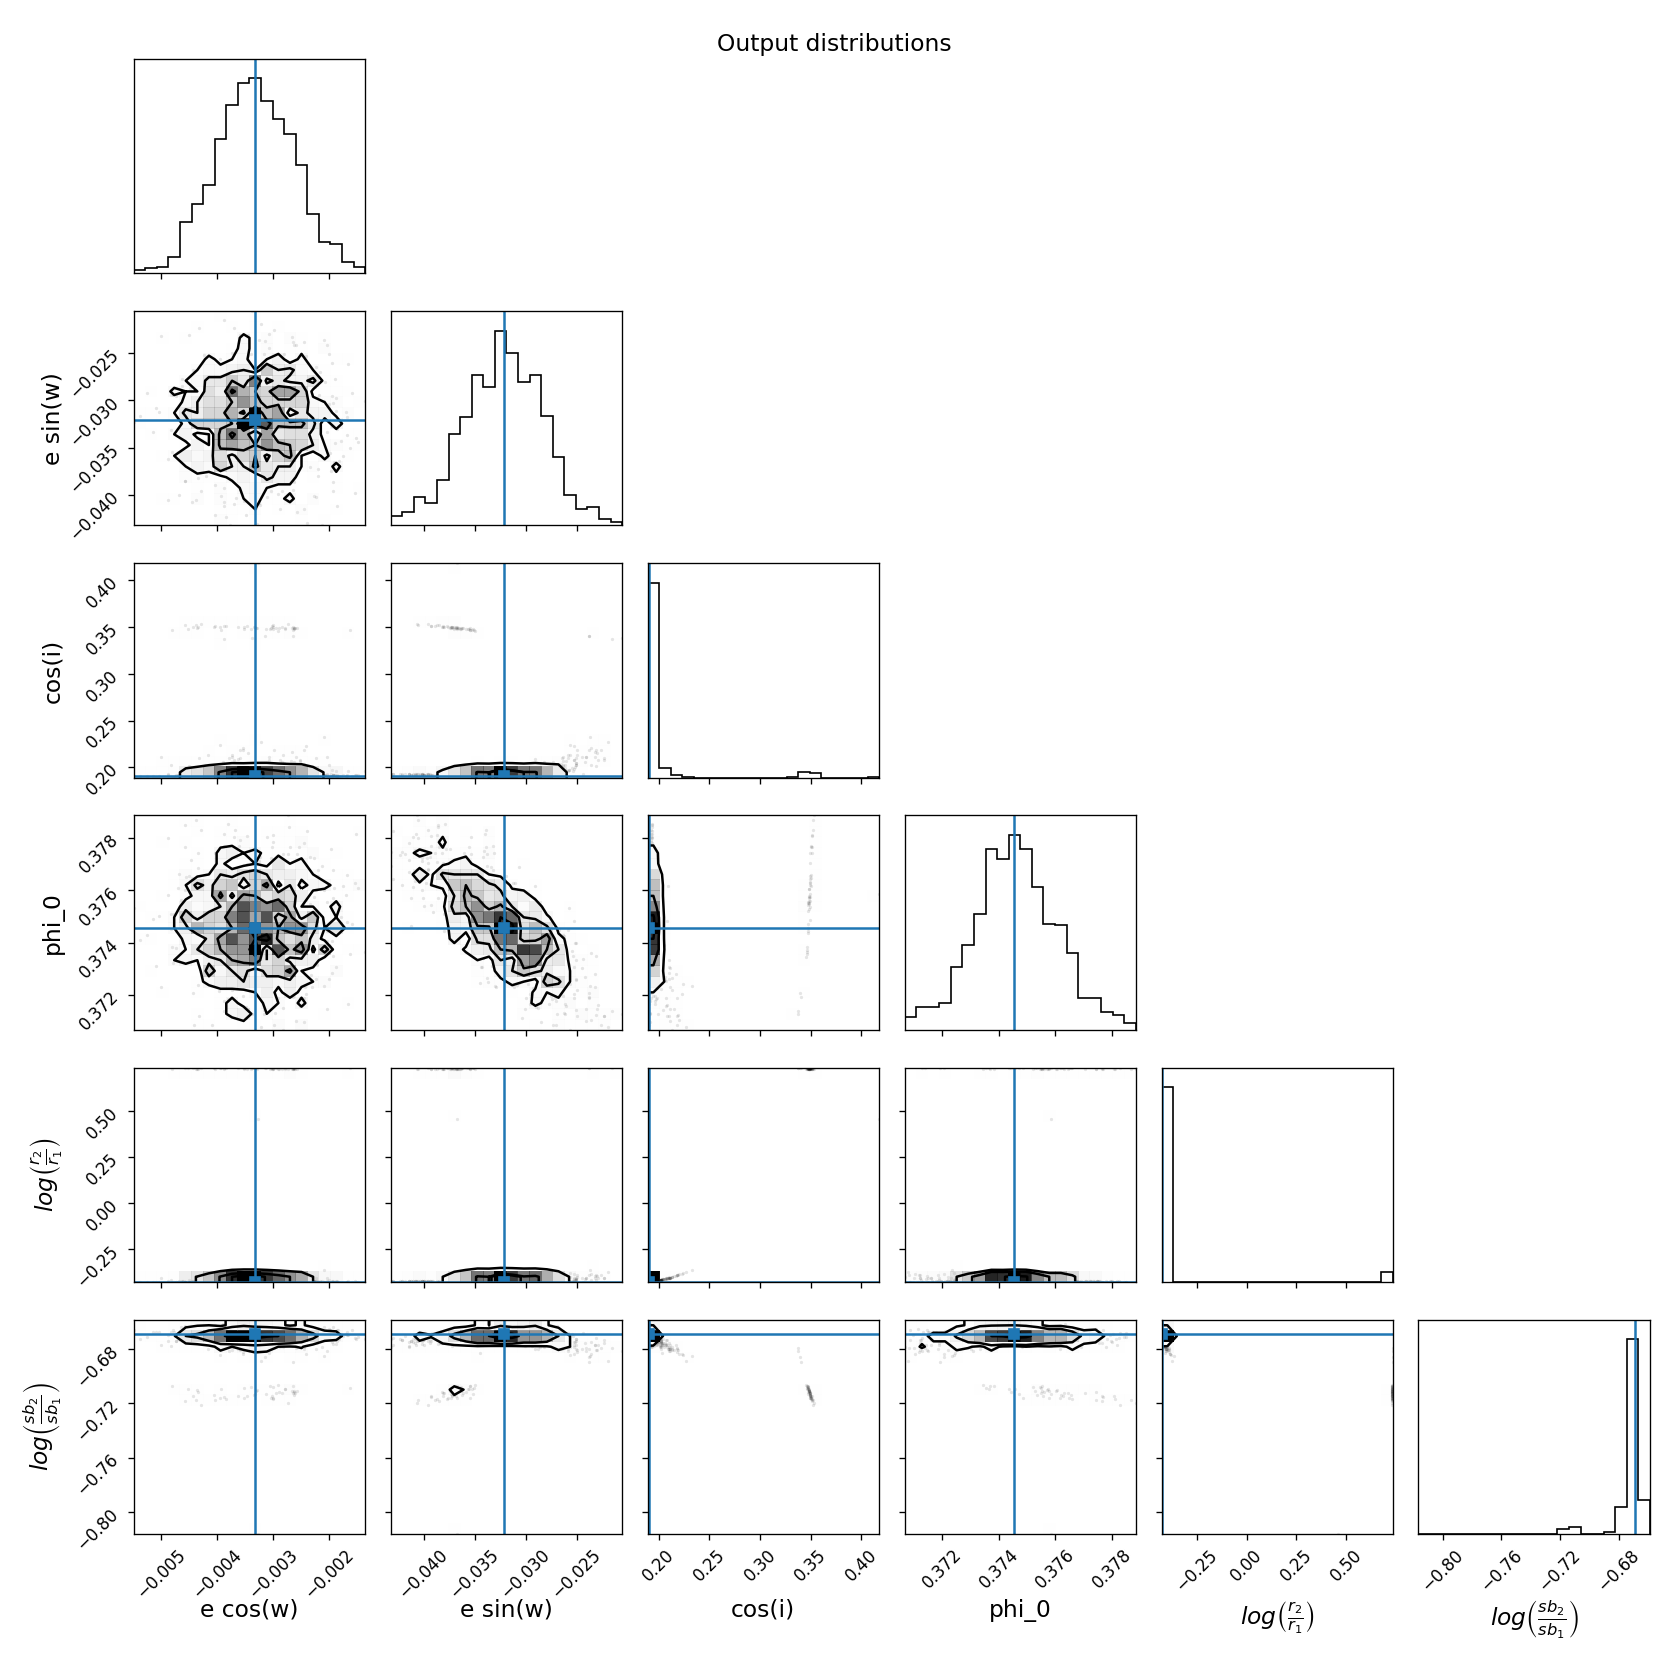 Output distributions
e sin(w)
−0.025
−0.030
−0.035
−0.040
cos(i)
0.40
0.35
0.30
0.25
0.20
phi_0
0.378
0.376
0.374
0.372
log(r₂/r₁)
0.50
0.25
0.00
−0.25
log(sb₂/sb₁)
−0.68
−0.72
−0.76
−0.80
−0.005 −0.004 −0.003 −0.002 −0.040 −0.035 −0.030 −0.025 0.20 0.25 0.30 0.35 0.40 0.372 0.374 0.376 0.378 −0.25 0.00 0.25 0.50 −0.80 −0.76 −0.72 −0.68
e cos(w) e sin(w) cos(i) phi_0 log(r₂/r₁) log(sb₂/sb₁)